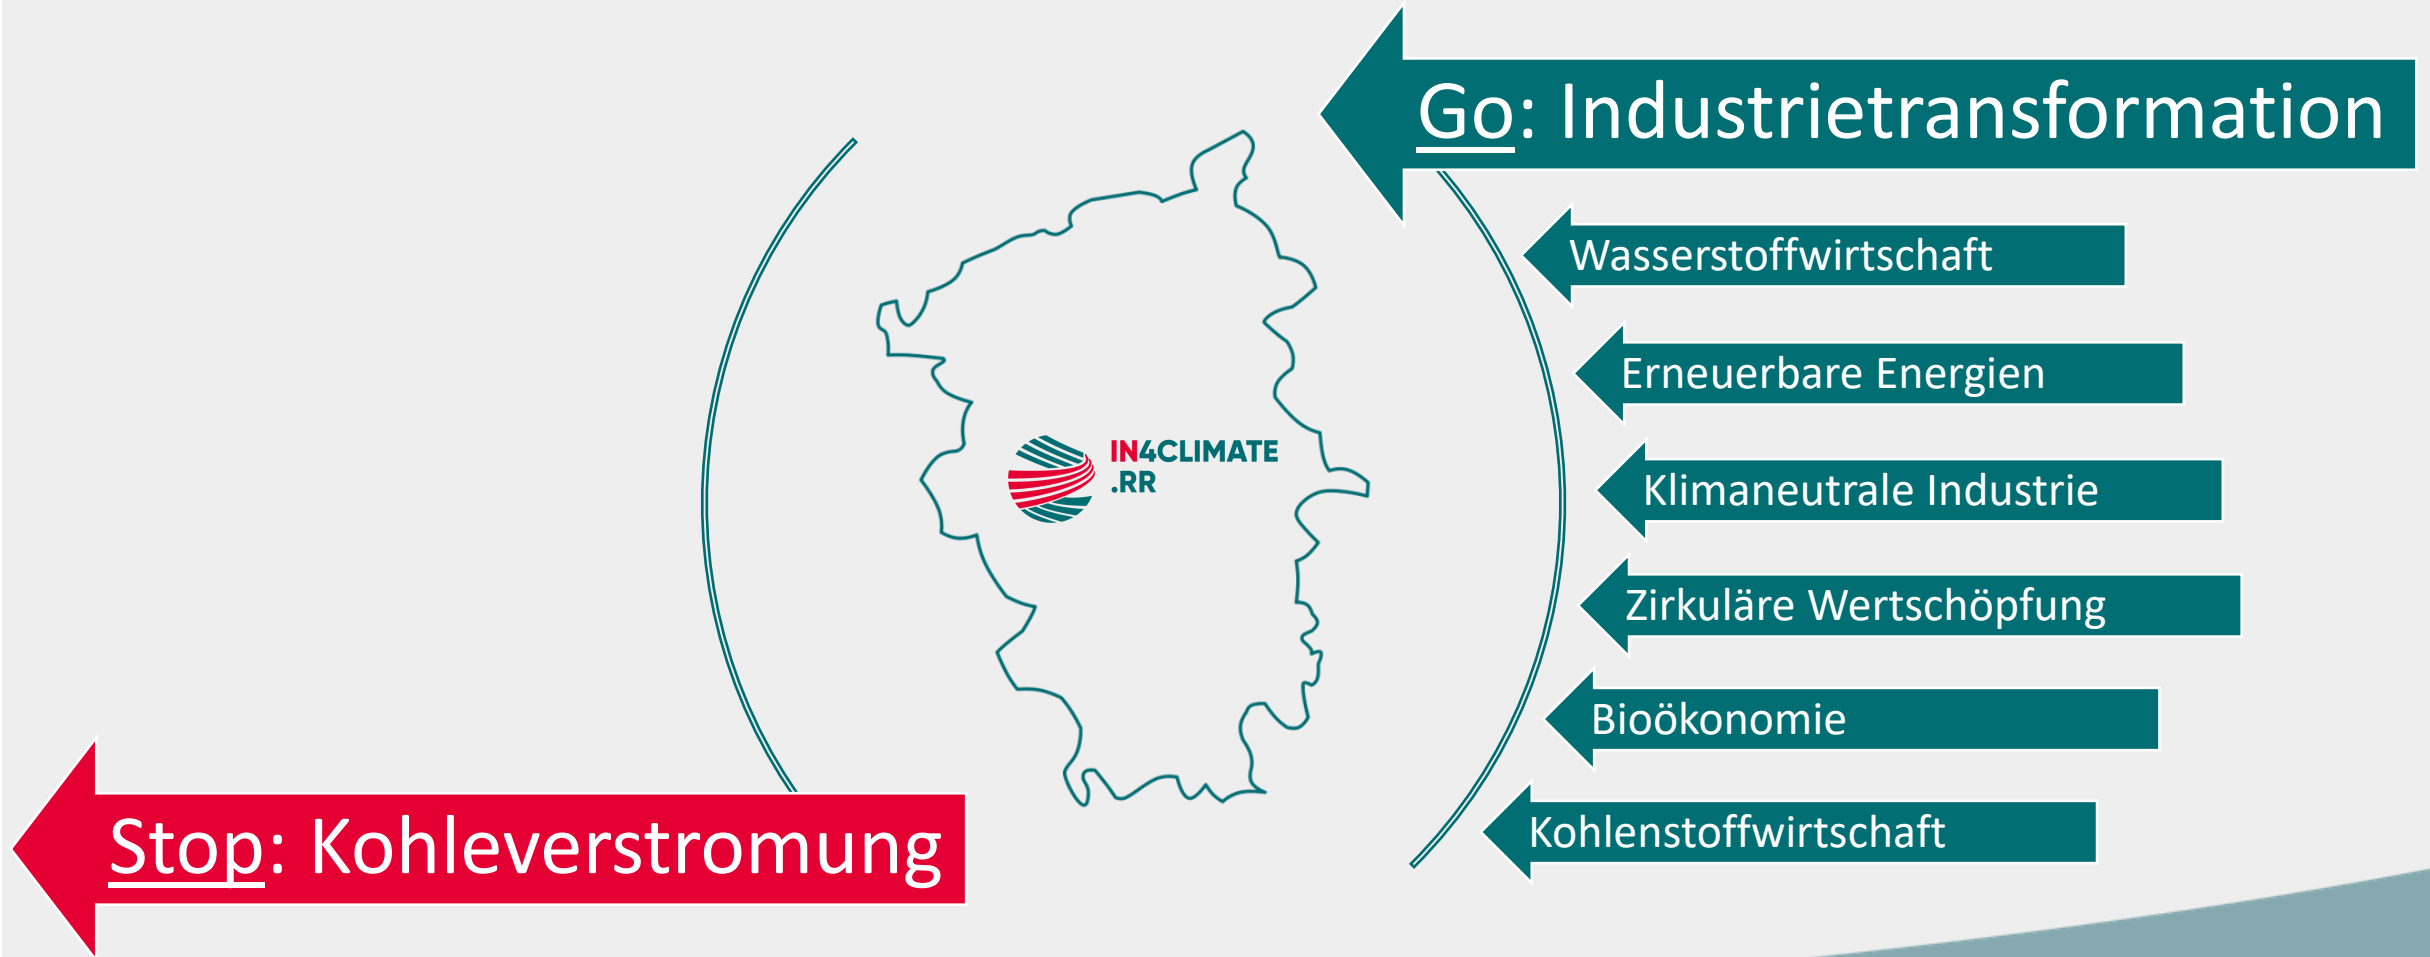 Go: Industrietransformation
Wasserstoffwirtschaft
Erneuerbare Energien
Klimaneutrale Industrie
IN4CLIMATE
.RR
Zirkuläre Wertschöpfung
Bioökonomie
Kohlenstoffwirtschaft
Stop: Kohleverstromung